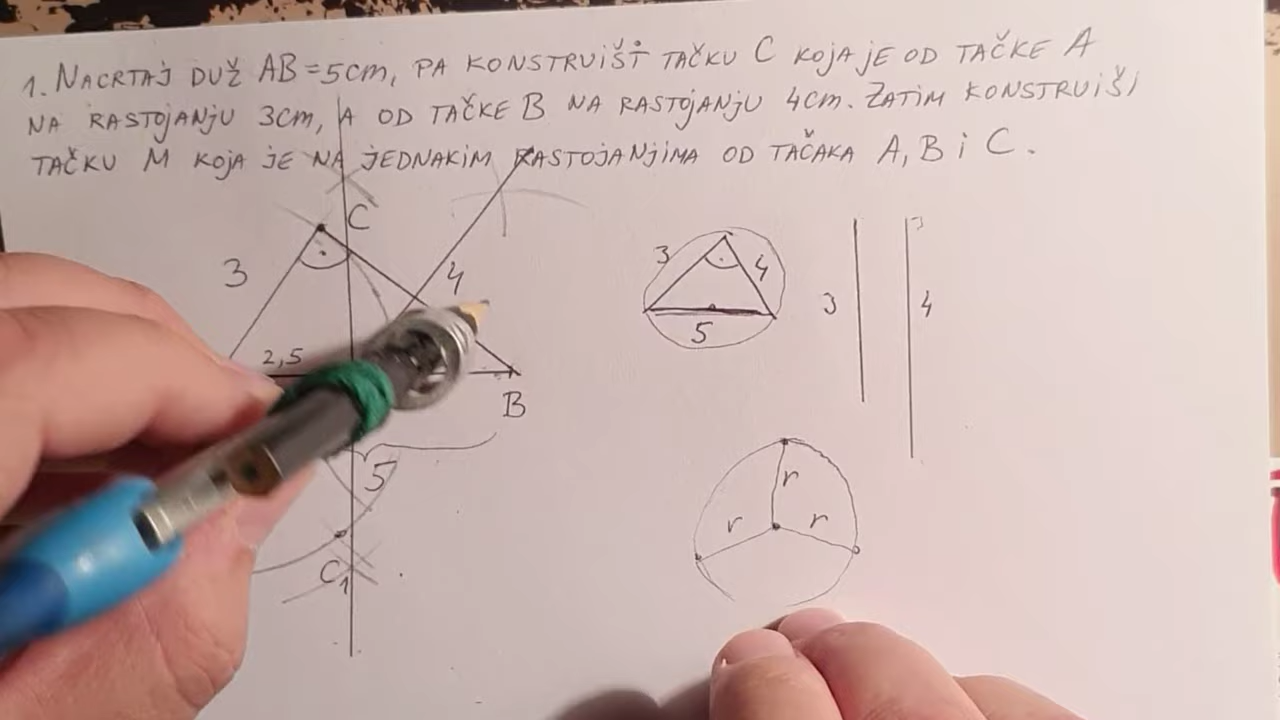 1. NACRTAJ DUŽ AB=5cm, PA KONSTRUIŠI TAČKU C KOJA JE OD TAČKE A
NA RASTOJANJU 3cm, A OD TAČKE B NA RASTOJANJU 4cm. ZATIM KONSTRUIŠI
TAČKU M KOJA JE NA JEDNAKIM RASTOJANJIMA OD TAČAKA A, B i C.
C
3
4
2,5
B
5
C1
3
4
5
3
4
r
r
r